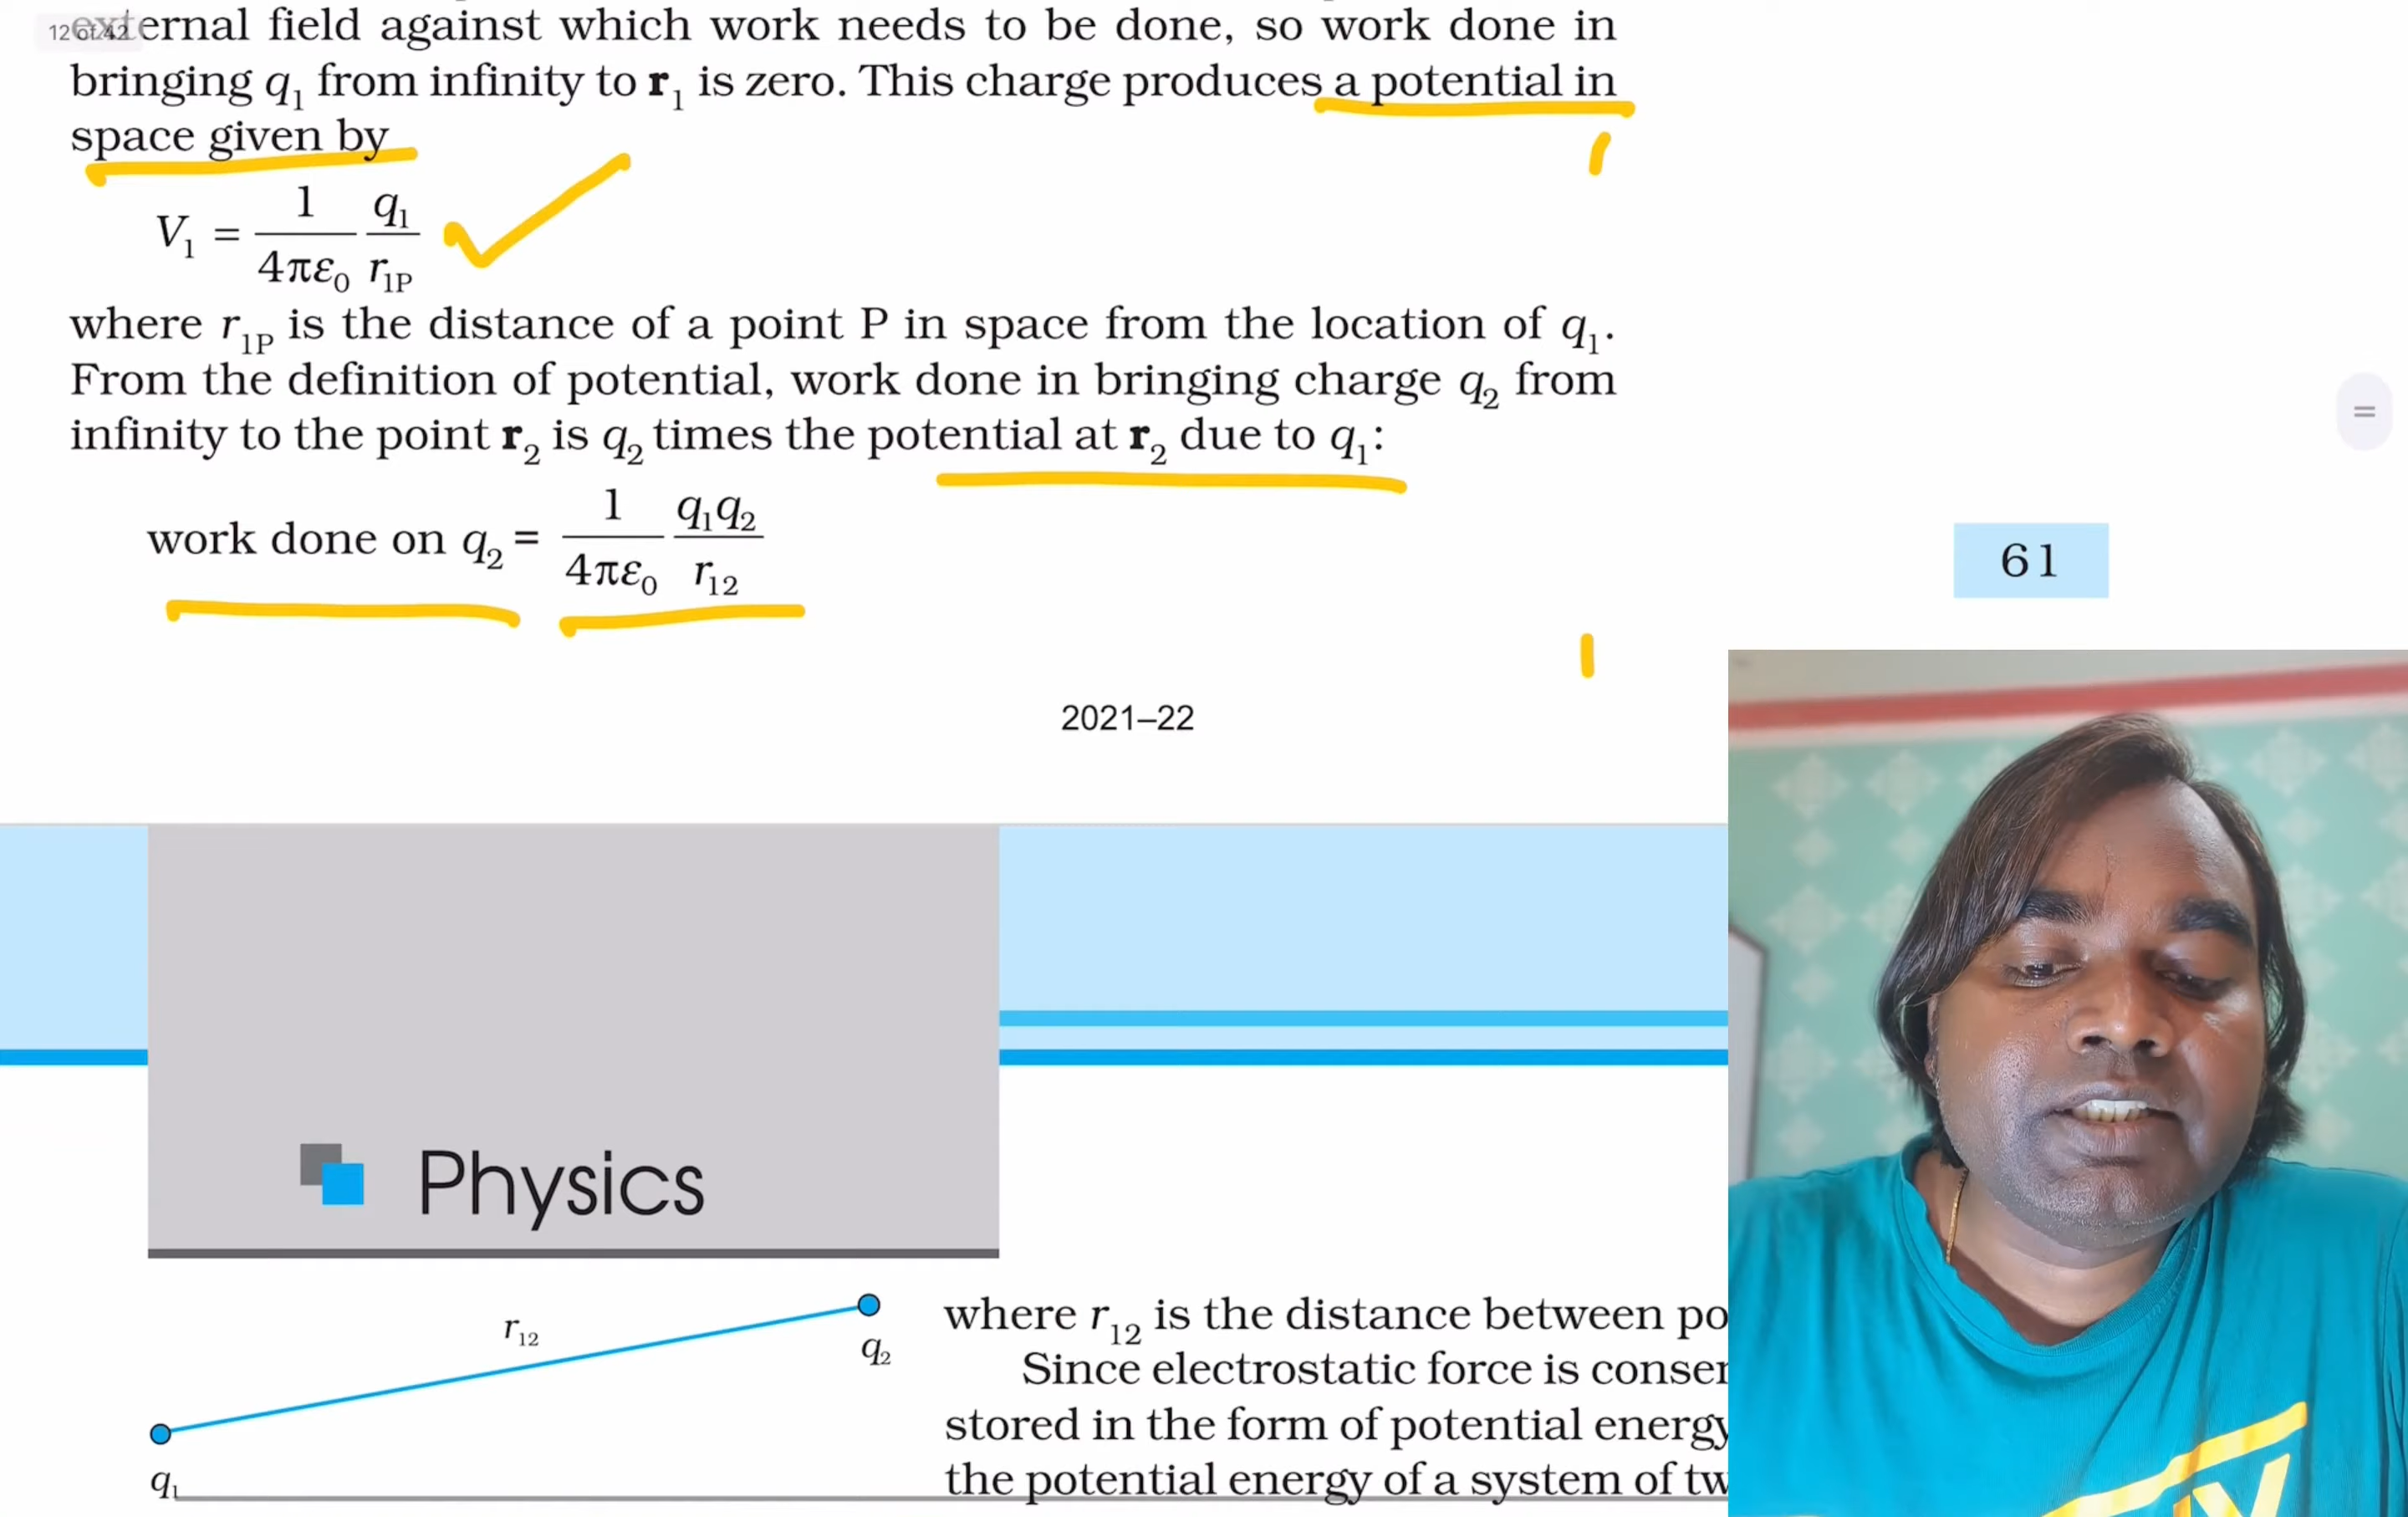 12 of 42
external field against which work needs to be done, so work done in
bringing q₁ from infinity to r₁ is zero. This charge produces a potential in
space given by
V₁ = 1/4πε₀ q₁/r₁P
where r₁P is the distance of a point P in space from the location of q₁.
From the definition of potential, work done in bringing charge q₂ from
infinity to the point r₂ is q₂ times the potential at r₂ due to q₁:
work done on q₂ = 1/4πε₀ q₁q₂/r₁₂
61
2021–22
Physics
r₁₂
q₂
q₁
where r₁₂ is the distance between po
Since electrostatic force is conser
stored in the form of potential energy
the potential energy of a system of tw